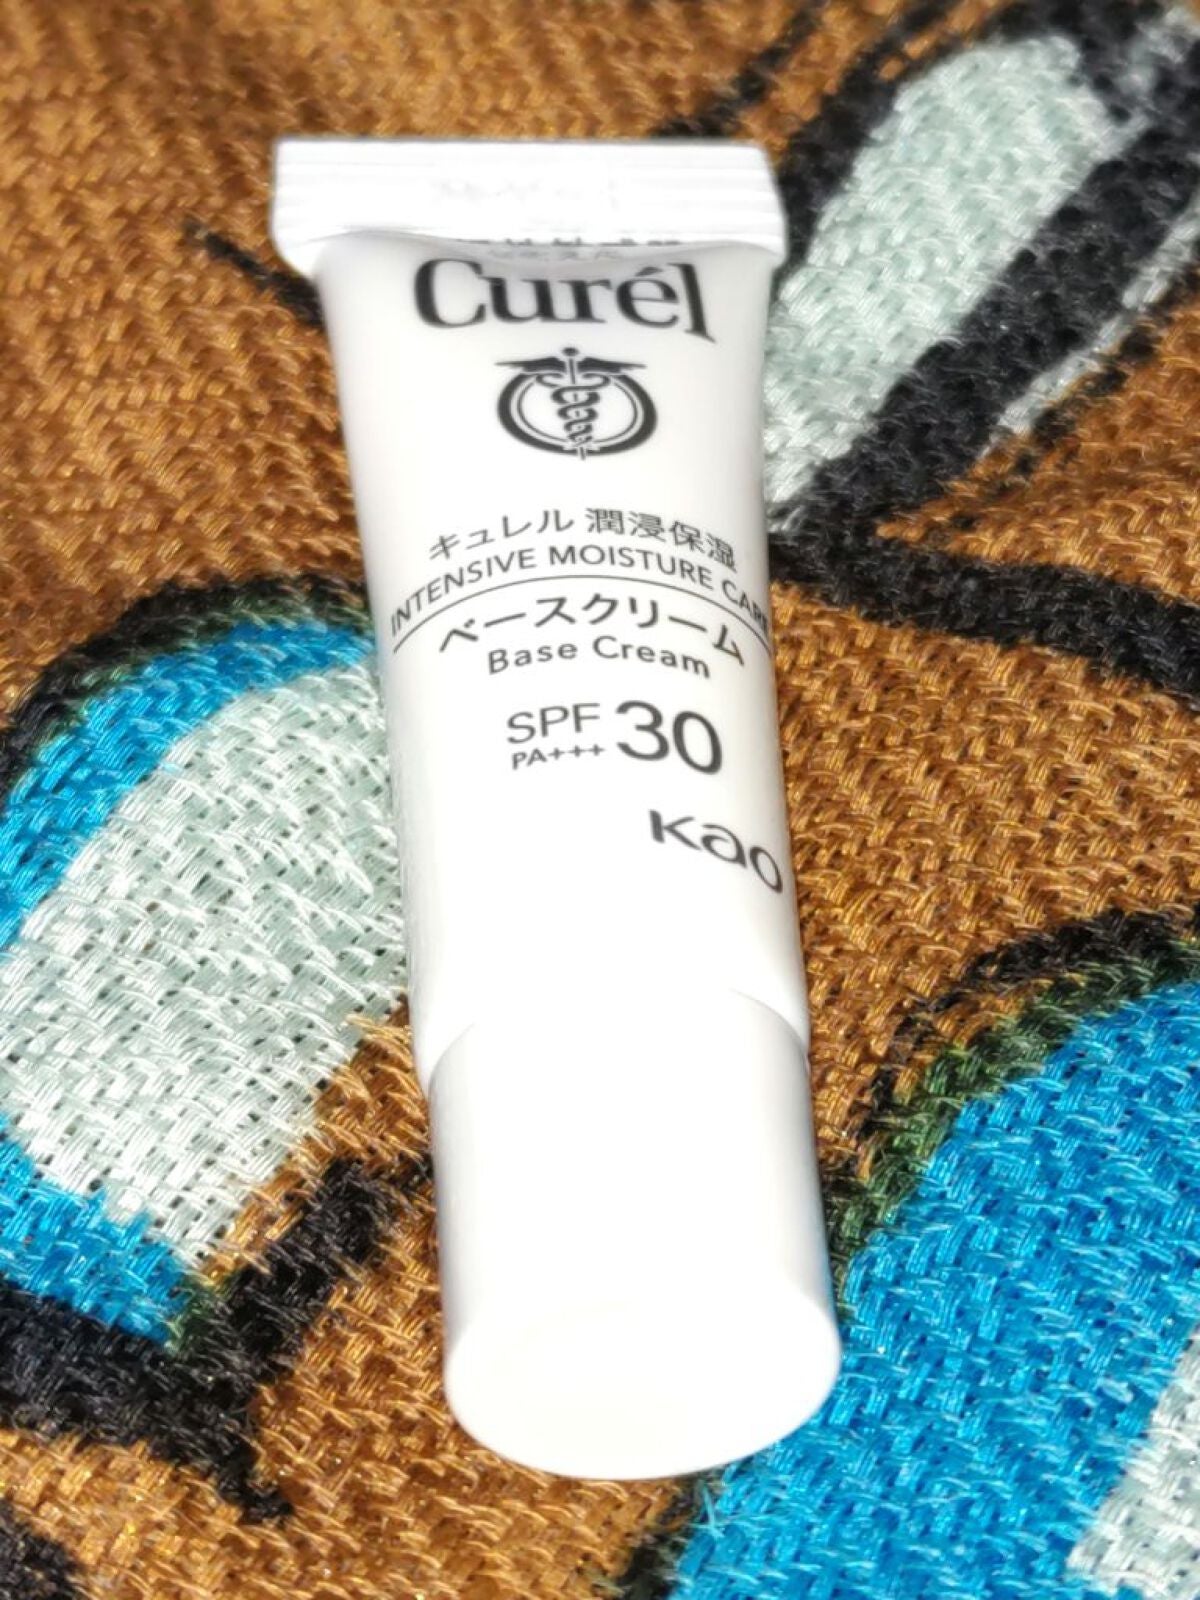 Curél
キュレル 潤浸保湿
INTENSIVE MOISTURE CARE
ベースクリーム
Base Cream
SPF 30
PA+++
Kao